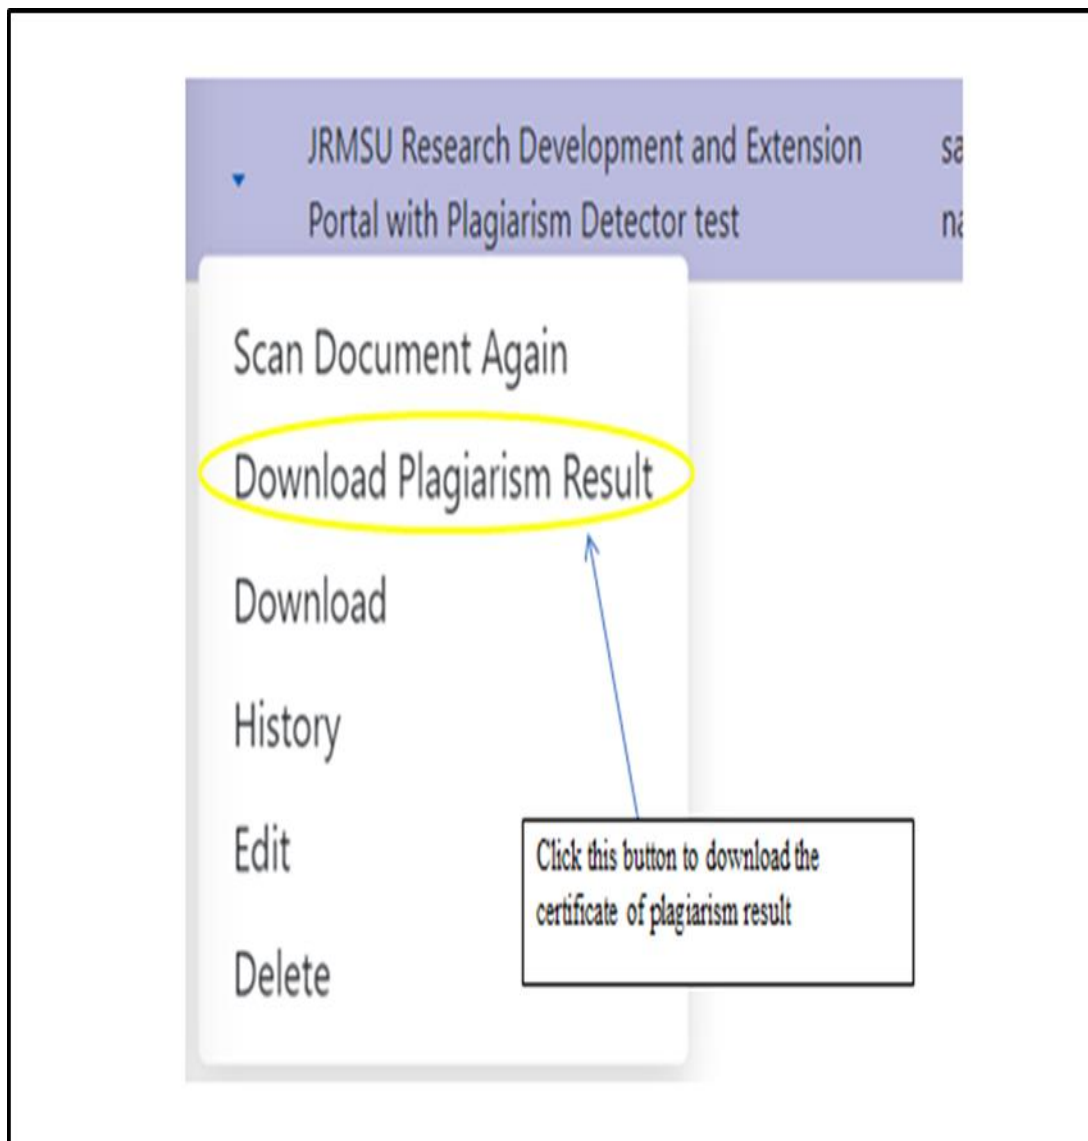 JRMSU Research Development and Extension
Portal with Plagiarism Detector test
Scan Document Again
Download Plagiarism Result
Download
History
Edit
Delete
Click this button to download the
certificate of plagiarism result